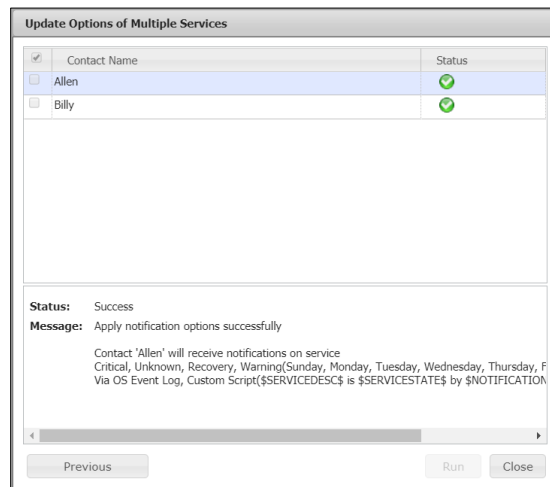 Update Options of Multiple Services
Contact Name Status
Allen
Billy
Status: Success
Message: Apply notification options successfully
Contact 'Allen' will receive notifications on service
Critical, Unknown, Recovery, Warning(Sunday, Monday, Tuesday, Wednesday, Thursday, F
Via OS Event Log, Custom Script($SERVICEDESC$ is $SERVICESTATE$ by $NOTIFICATION
Previous Run Close